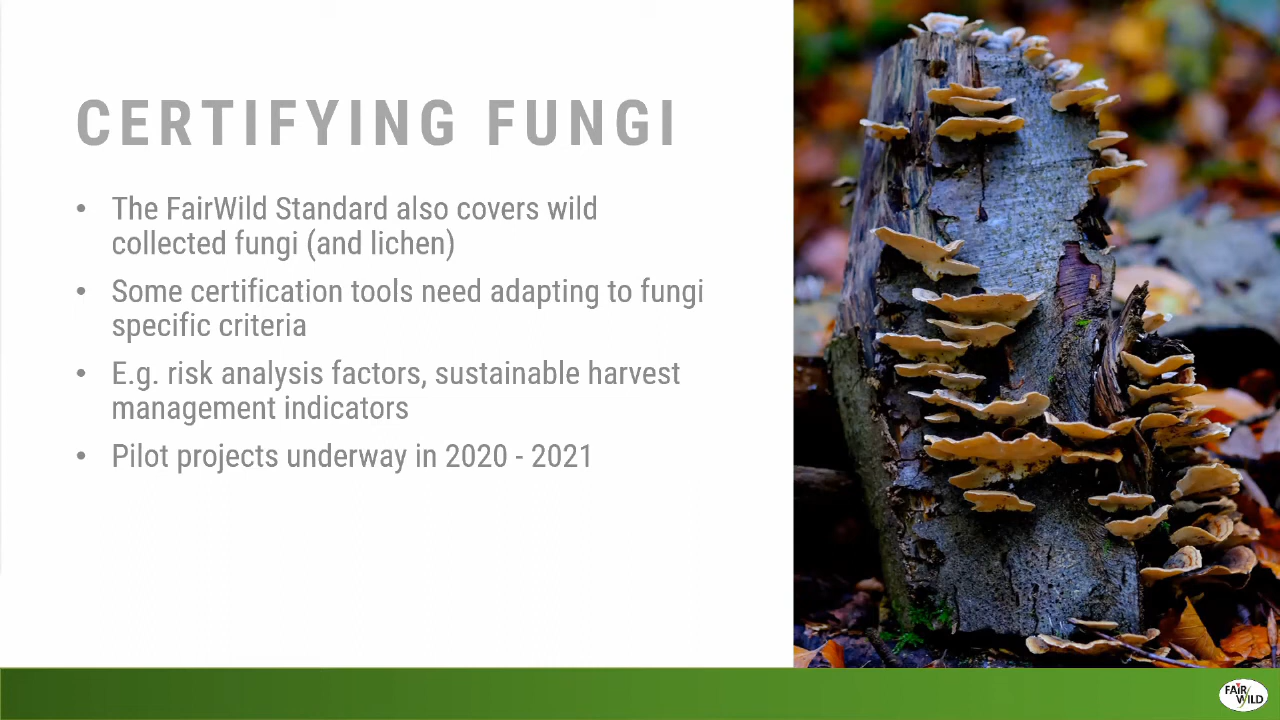 CERTIFYING FUNGI
• The FairWild Standard also covers wild
collected fungi (and lichen)
• Some certification tools need adapting to fungi
specific criteria
• E.g. risk analysis factors, sustainable harvest
management indicators
• Pilot projects underway in 2020 - 2021
FAIR
WILD